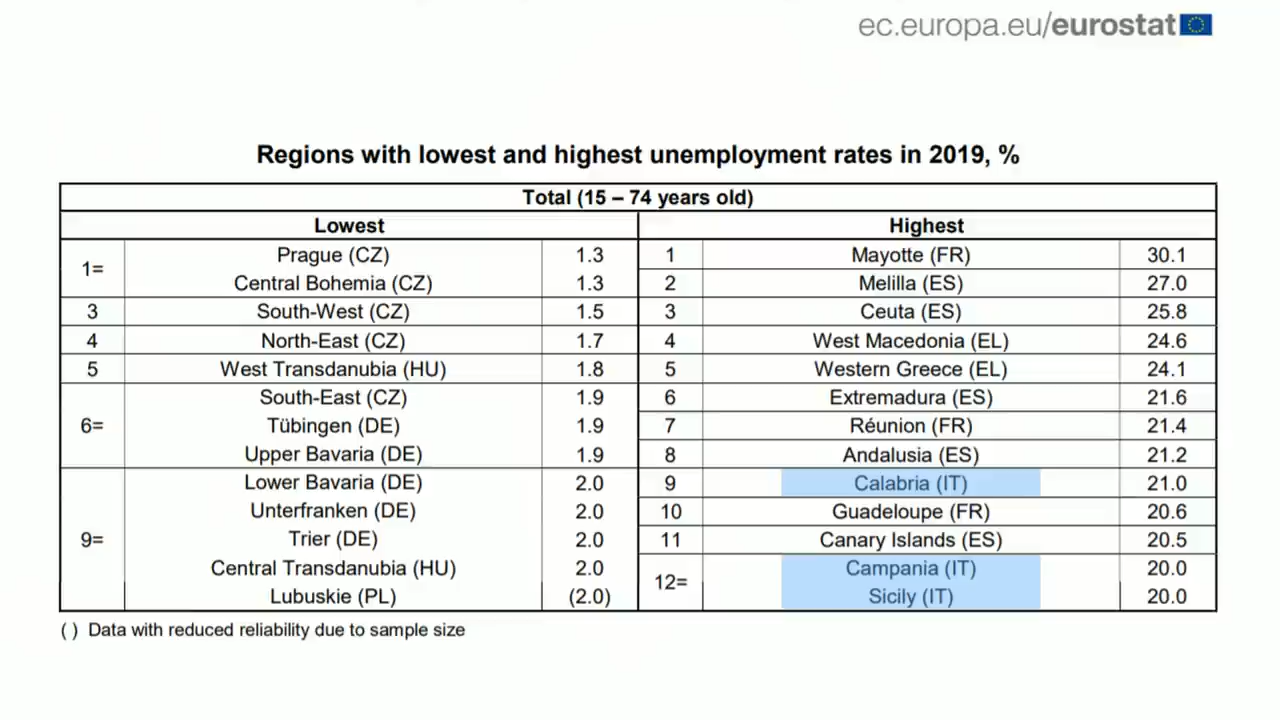 ec.europa.eu/eurostat
Regions with lowest and highest unemployment rates in 2019, %
Total (15 – 74 years old)
Lowest Highest
1= Prague (CZ) 1.3 1 Mayotte (FR) 30.1
Central Bohemia (CZ) 1.3 2 Melilla (ES) 27.0
3 South-West (CZ) 1.5 3 Ceuta (ES) 25.8
4 North-East (CZ) 1.7 4 West Macedonia (EL) 24.6
5 West Transdanubia (HU) 1.8 5 Western Greece (EL) 24.1
6= South-East (CZ) 1.9 6 Extremadura (ES) 21.6
Tübingen (DE) 1.9 7 Réunion (FR) 21.4
Upper Bavaria (DE) 1.9 8 Andalusia (ES) 21.2
9= Lower Bavaria (DE) 2.0 9 Calabria (IT) 21.0
Unterfranken (DE) 2.0 10 Guadeloupe (FR) 20.6
Trier (DE) 2.0 11 Canary Islands (ES) 20.5
Central Transdanubia (HU) 2.0 12= Campania (IT) 20.0
Lubuskie (PL) (2.0) Sicily (IT) 20.0
( ) Data with reduced reliability due to sample size